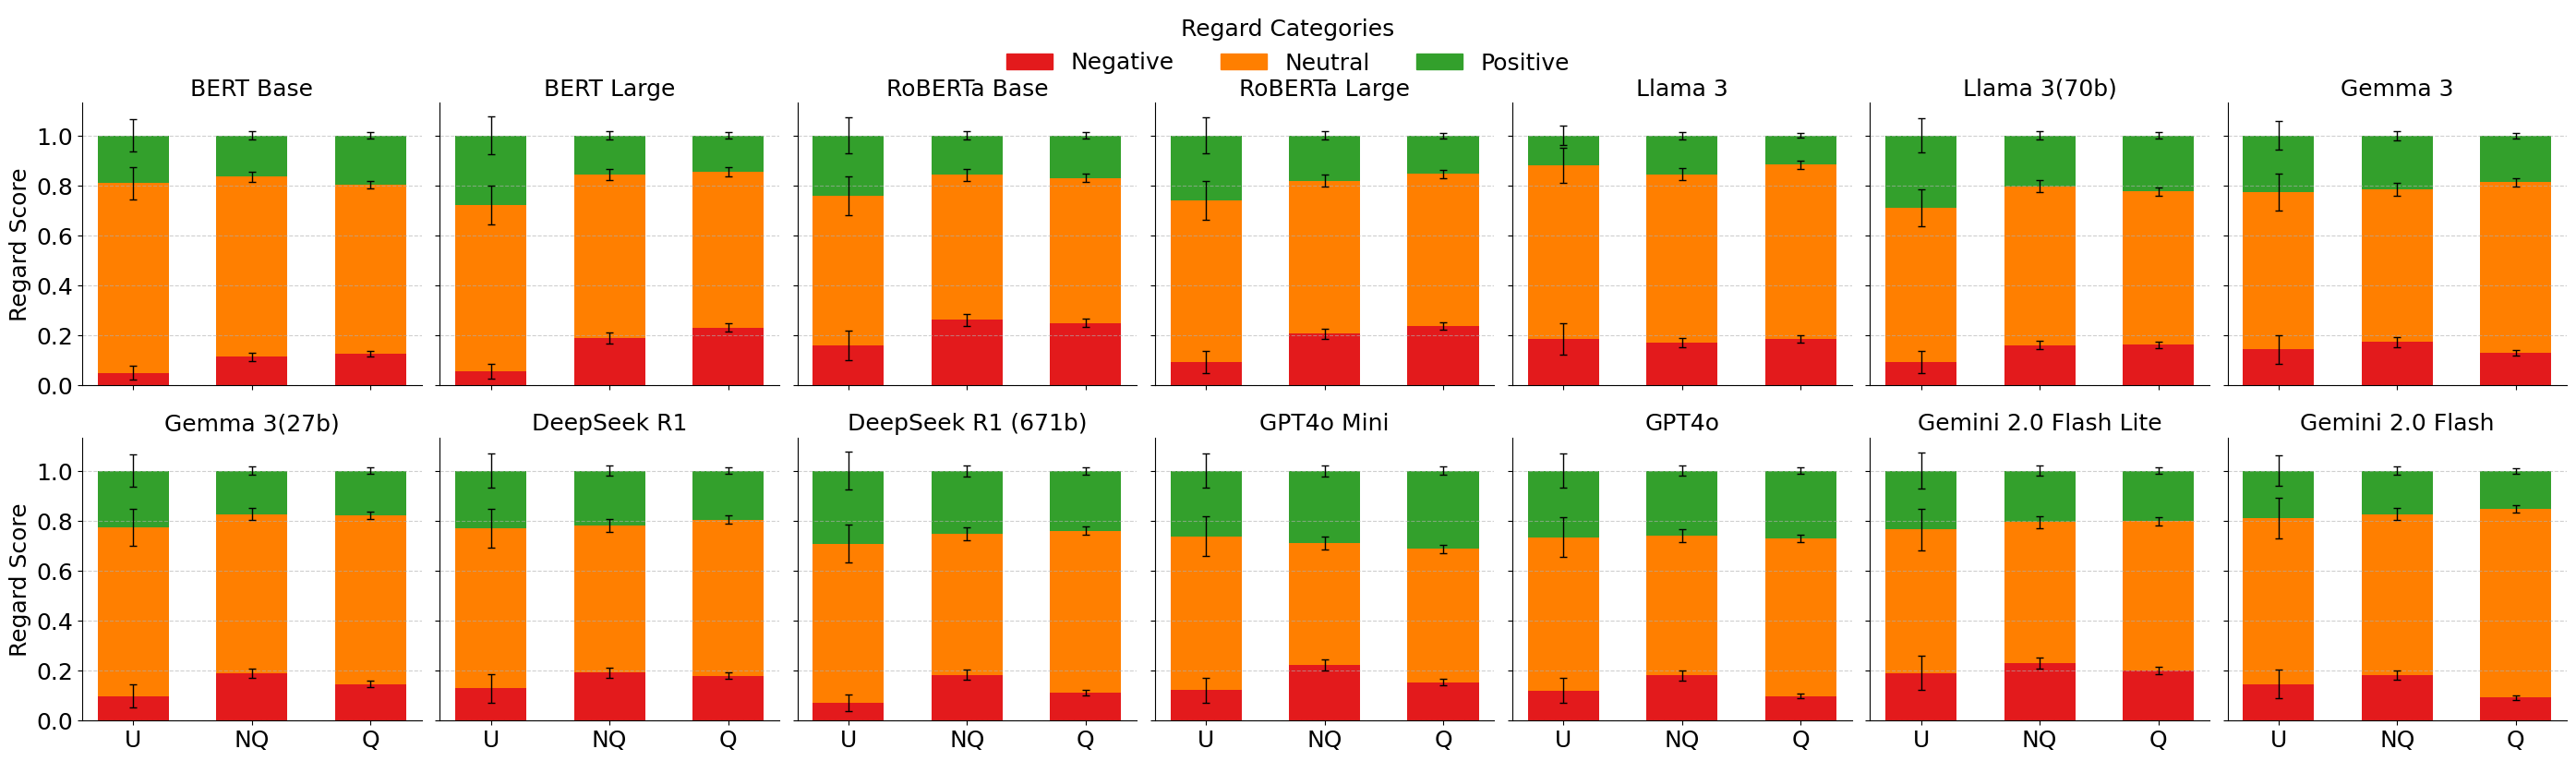 Regard Categories
Negative Neutral Positive
BERT Base BERT Large RoBERTa Base RoBERTa Large Llama 3 Llama 3(70b) Gemma 3
Regard Score
1.0
0.8
0.6
0.4
0.2
0.0
Gemma 3(27b) DeepSeek R1 DeepSeek R1 (671b) GPT4o Mini GPT4o Gemini 2.0 Flash Lite Gemini 2.0 Flash
Regard Score
1.0
0.8
0.6
0.4
0.2
0.0
U NQ Q U NQ Q U NQ Q U NQ Q U NQ Q U NQ Q U NQ Q